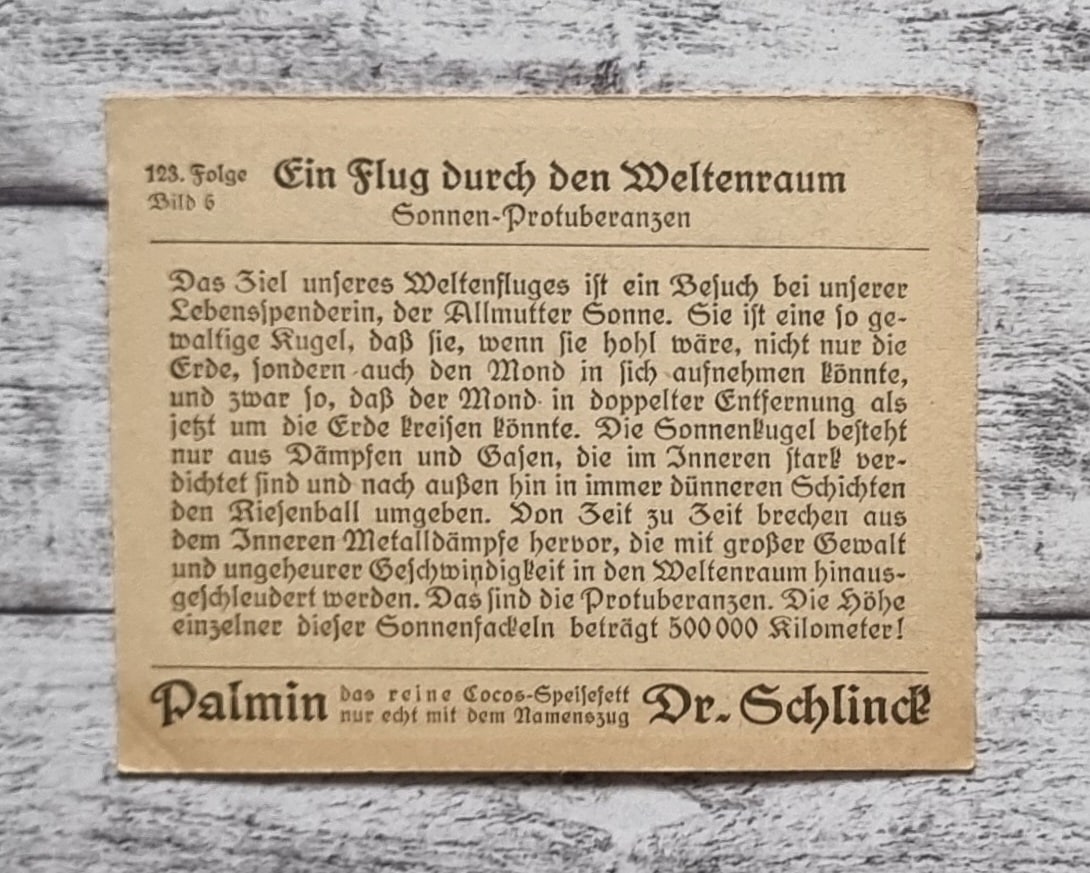 123. Folge Ein Flug durch den Weltenraum
Bild 6
Sonnen-Protuberanzen
Das Ziel unseres Weltenfluges ist ein Besuch bei unserer
Lebensspenderin, der Allmutter Sonne. Sie ist eine so ge-
waltige Kugel, daß sie, wenn sie hohl wäre, nicht nur die
Erde, sondern auch den Mond in sich aufnehmen könnte,
und zwar so, daß der Mond in doppelter Entfernung als
jetzt um die Erde kreisen könnte. Die Sonnenkugel besteht
nur aus Dämpfen und Gasen, die im Inneren stark ver-
dichtet sind und nach außen hin in immer dünneren Schichten
den Riesenball umgeben. Von Zeit zu Zeit brechen aus
dem Inneren Metalldämpfe hervor, die mit großer Gewalt
und ungeheurer Geschwindigkeit in den Weltenraum hinaus-
geschleudert werden. Das sind die Protuberanzen. Die Höhe
einzelner dieser Sonnenfackeln beträgt 500 000 Kilometer!
Palmin das reine Cocos-Speisefett Dr. Schlinck
nur echt mit dem Namenszug